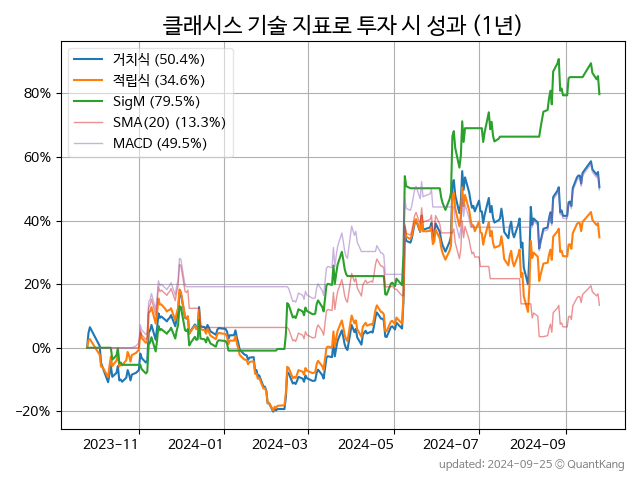 클래시스 기술 지표로 투자 시 성과 (1년)
거치식 (50.4%)
적립식 (34.6%)
SigM (79.5%)
SMA(20) (13.3%)
MACD (49.5%)
80%
60%
40%
20%
0%
−20%
2023-11
2024-01
2024-03
2024-05
2024-07
2024-09
updated: 2024-09-25 © QuantKang